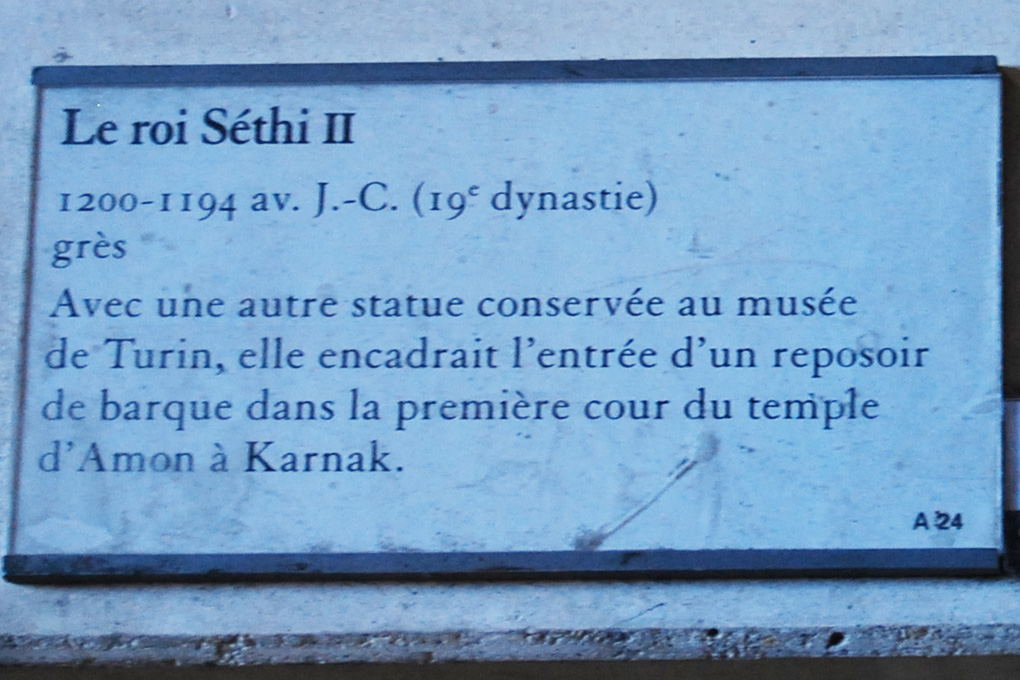 Le roi Séthi II
1200-1194 av. J.-C. (19e dynastie)
grès
Avec une autre statue conservée au musée
de Turin, elle encadrait l'entrée d'un reposoir
de barque dans la première cour du temple
d'Amon à Karnak.
A 24